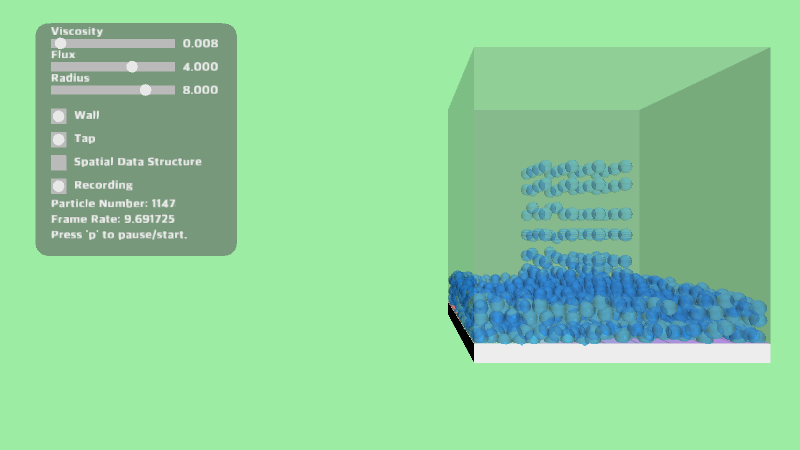 Viscosity
0.008
Flux
4.000
Radius
8.000
Wall
Tap
Spatial Data Structure
Recording
Particle Number: 1147
Frame Rate: 9.691725
Press 'p' to pause/start.